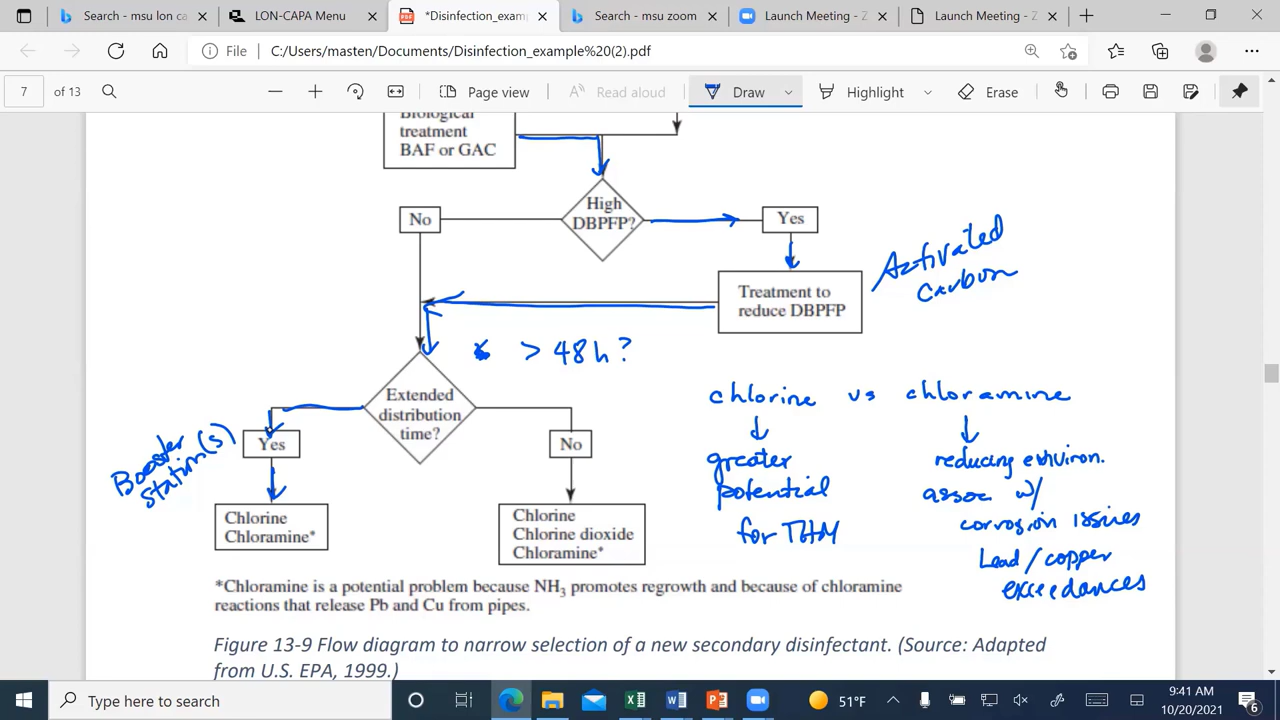 Search - msu lon ca
LON-CAPA Menu
*Disinfection_exam
Search - msu zoom
Launch Meeting - Z
Launch Meeting - Z
File
C:/Users/masten/Documents/Disinfection_example%20(2).pdf
7
of 13
Page view
Read aloud
Draw
Highlight
Erase
Biological
treatment
BAF or GAC
High
DBPFP?
No
Yes
Activated
carbon
Treatment to
reduce DBPFP
> 48 h?
Extended
distribution
time?
chlorine vs chloramine
Booster
station(s)
Yes
No
greater
potential
for THM
reducing environ.
assoc w/
corrosion issues
Lead/copper
exceedances
Chlorine
Chloramine*
Chlorine
Chlorine dioxide
Chloramine*
*Chloramine is a potential problem because NH3 promotes regrowth and because of chloramine
reactions that release Pb and Cu from pipes.
Figure 13-9 Flow diagram to narrow selection of a new secondary disinfectant. (Source: Adapted
from U.S. EPA, 1999.)
Type here to search
51°F
9:41 AM
10/20/2021
6